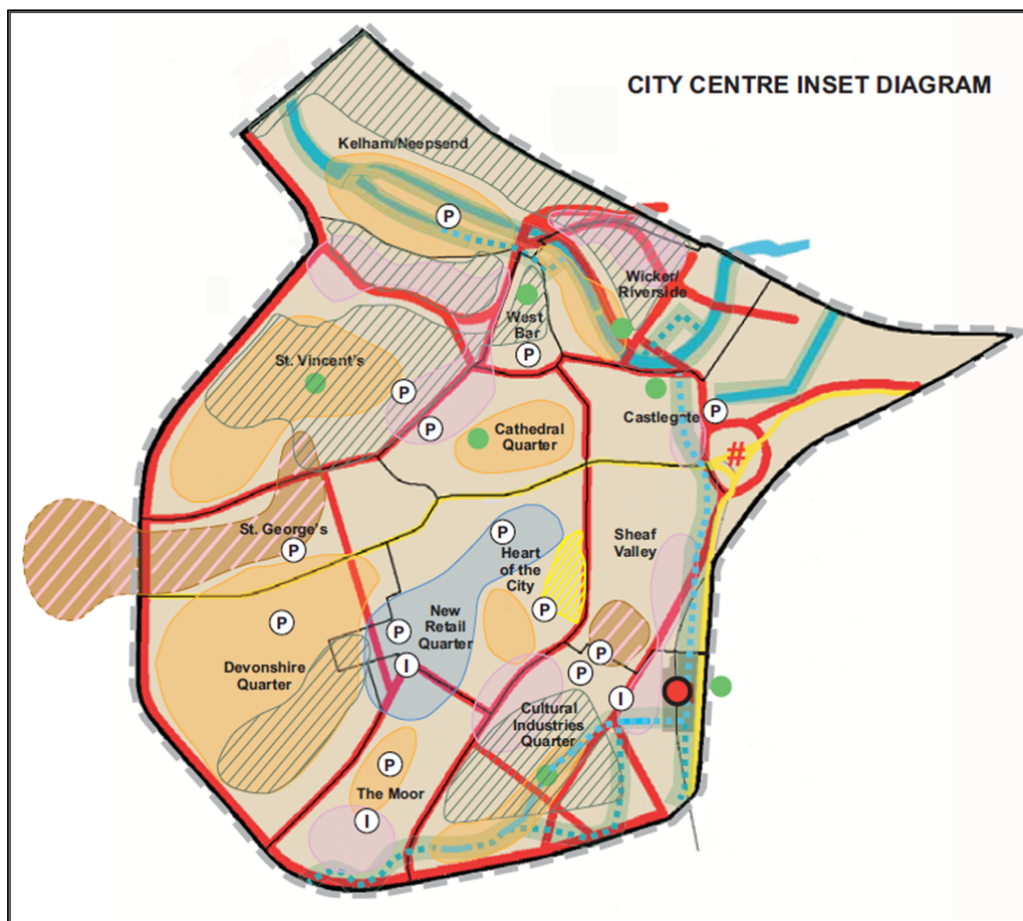 CITY CENTRE INSET DIAGRAM
Kelham/Neepsend
P
Wicker/
Riverside
West
Bar
P
St. Vincent's
P
P
Castlegate
P
Cathedral
Quarter
#
St. George's
P
P
Heart
of the
City
Sheaf
Valley
P
P
New
Retail
Quarter
P
I
P
P
Devonshire
Quarter
I
Cultural
Industries
Quarter
P
The Moor
I